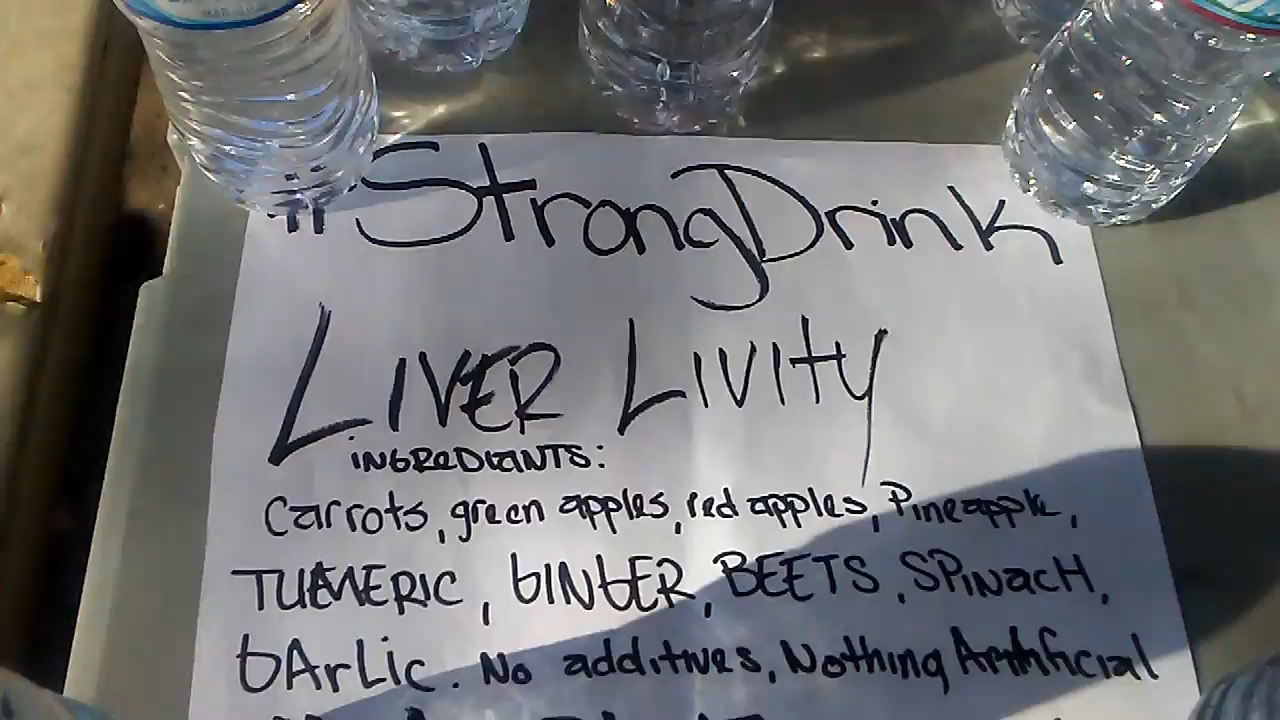 #StrongDrink
LIVER LIVITY
INGREDIANTS:
Carrots, green apples, red apples, Pineapple,
TUMERIC, GINGER, BEETS, SPINacH,
GArLic. No additives, Nothing Artificial